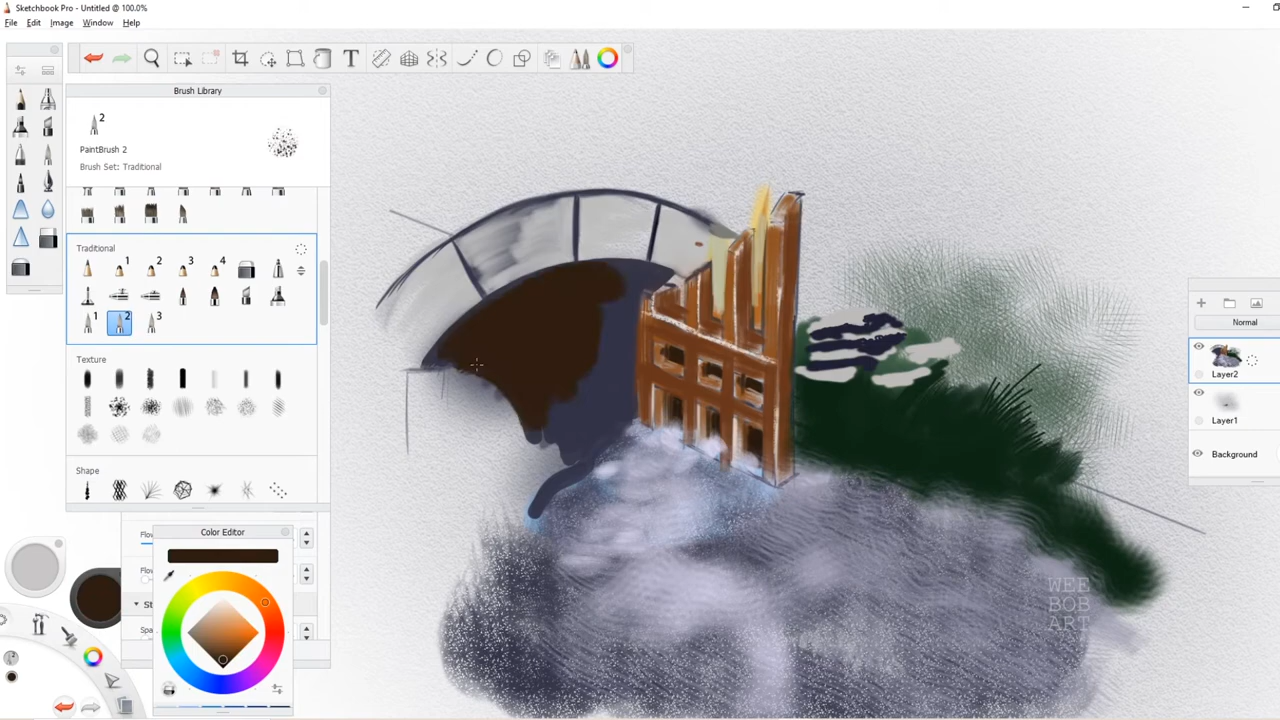 Sketchbook Pro - Untitled @ 100.0%
File Edit Image Window Help
T
Brush Library
2
PaintBrush 2
Brush Set: Traditional
Traditional
1 2 3 4
1 2 3
Texture
Shape
Color Editor
Normal
Layer2
Layer1
Background
WEE
BOB
ART